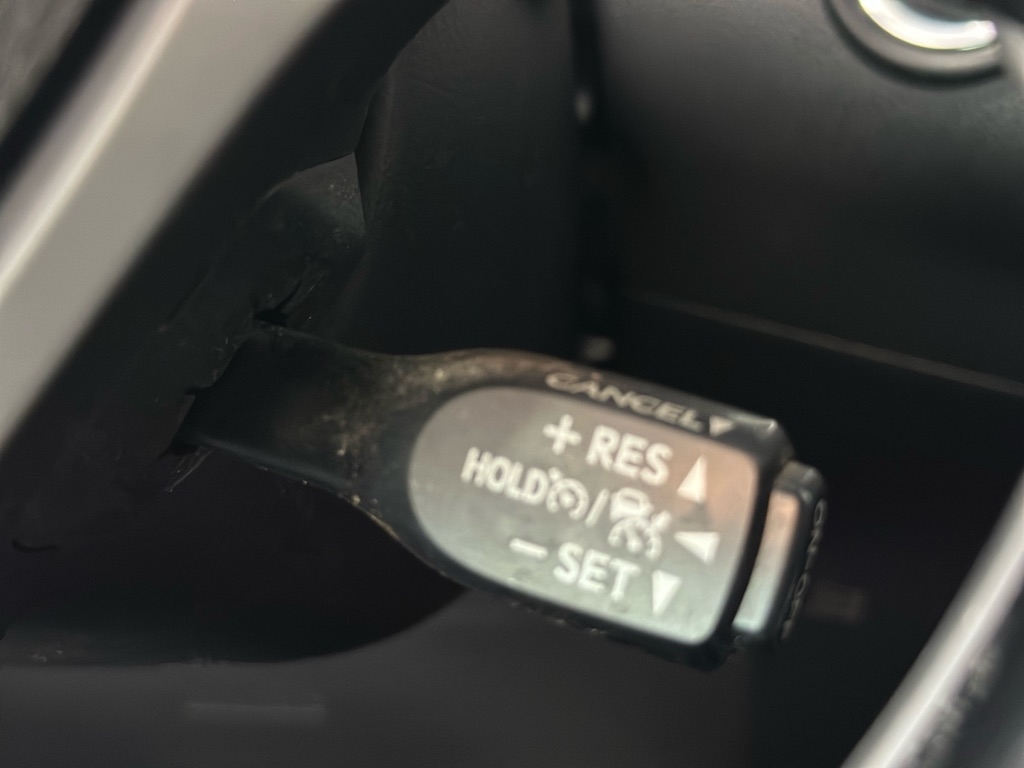 CANCEL
+ RES
HOLD /
− SET